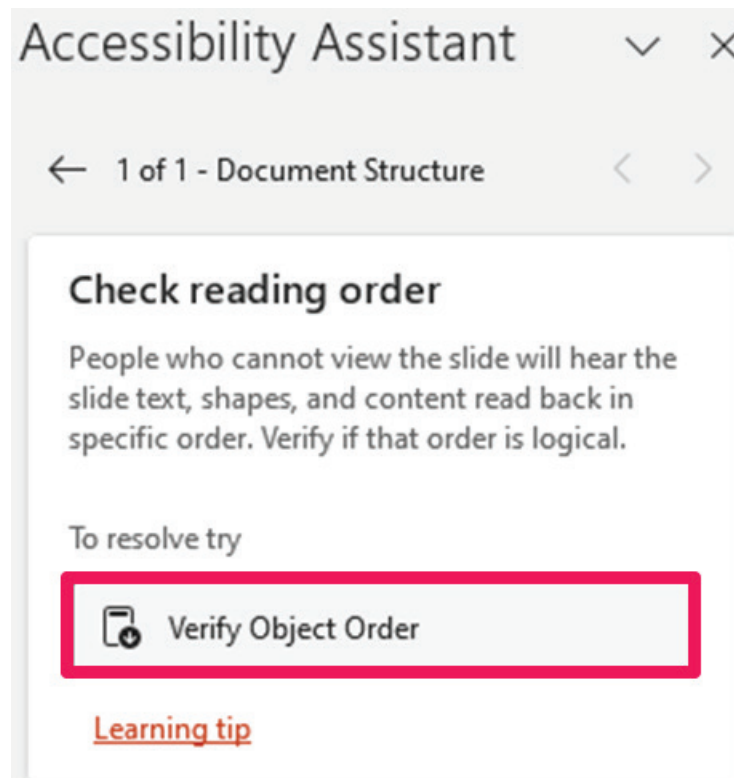 Accessibility Assistant
1 of 1 - Document Structure
Check reading order
People who cannot view the slide will hear the
slide text, shapes, and content read back in
specific order. Verify if that order is logical.
To resolve try
Verify Object Order
Learning tip